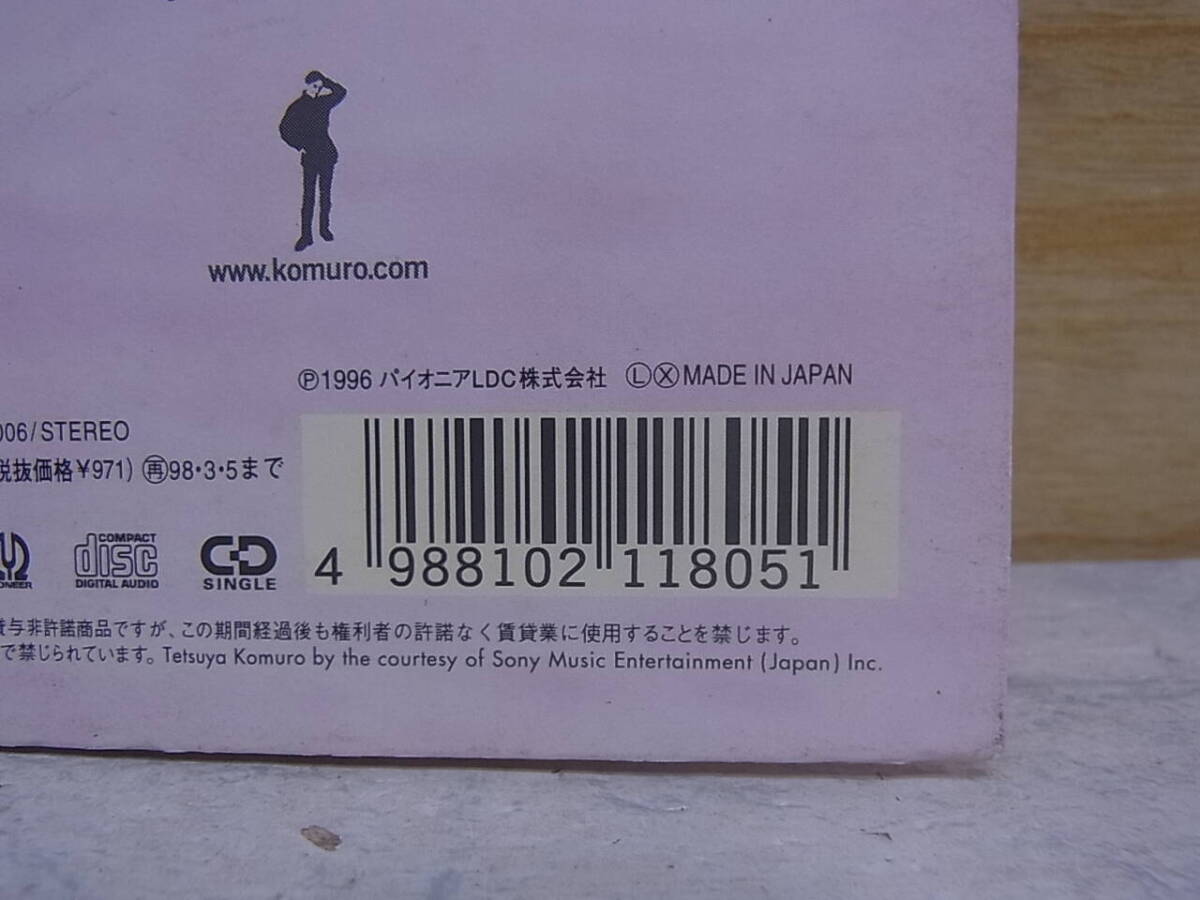 www.komuro.com
Ⓟ1996 パイオニアLDC株式会社 ⓁⓍMADE IN JAPAN
006/STEREO
税抜価格¥971) ㊢98・3・5まで
COMPACT
disc
DIGITAL AUDIO
CD
SINGLE
4 988102 118051
与非許諾商品ですが、この期間経過後も権利者の許諾なく賃貸業に使用することを禁じます。
で禁じられています。Tetsuya Komuro by the courtesy of Sony Music Entertainment (Japan) Inc.